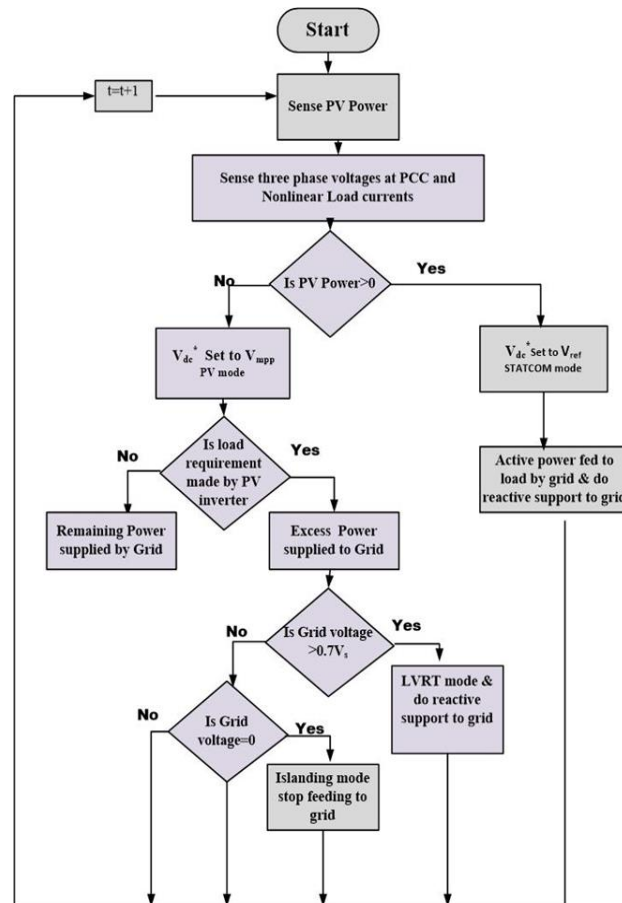 Start
t=t+1
Sense PV Power
Sense three phase voltages at PCC and
Nonlinear Load currents
No
Is PV Power>0
Yes
Vdc* Set to Vmpp
PV mode
Vdc* Set to Vref
STATCOM mode
No
Is load
requirement
made by PV
inverter
Yes
Active power fed to
load by grid & do
reactive support to grid
Remaining Power
supplied by Grid
Excess Power
supplied to Grid
No
Is Grid voltage
>0.7Vs
Yes
LVRT mode &
do reactive
support to grid
No
Is Grid
voltage=0
Yes
Islanding mode
stop feeding to
grid